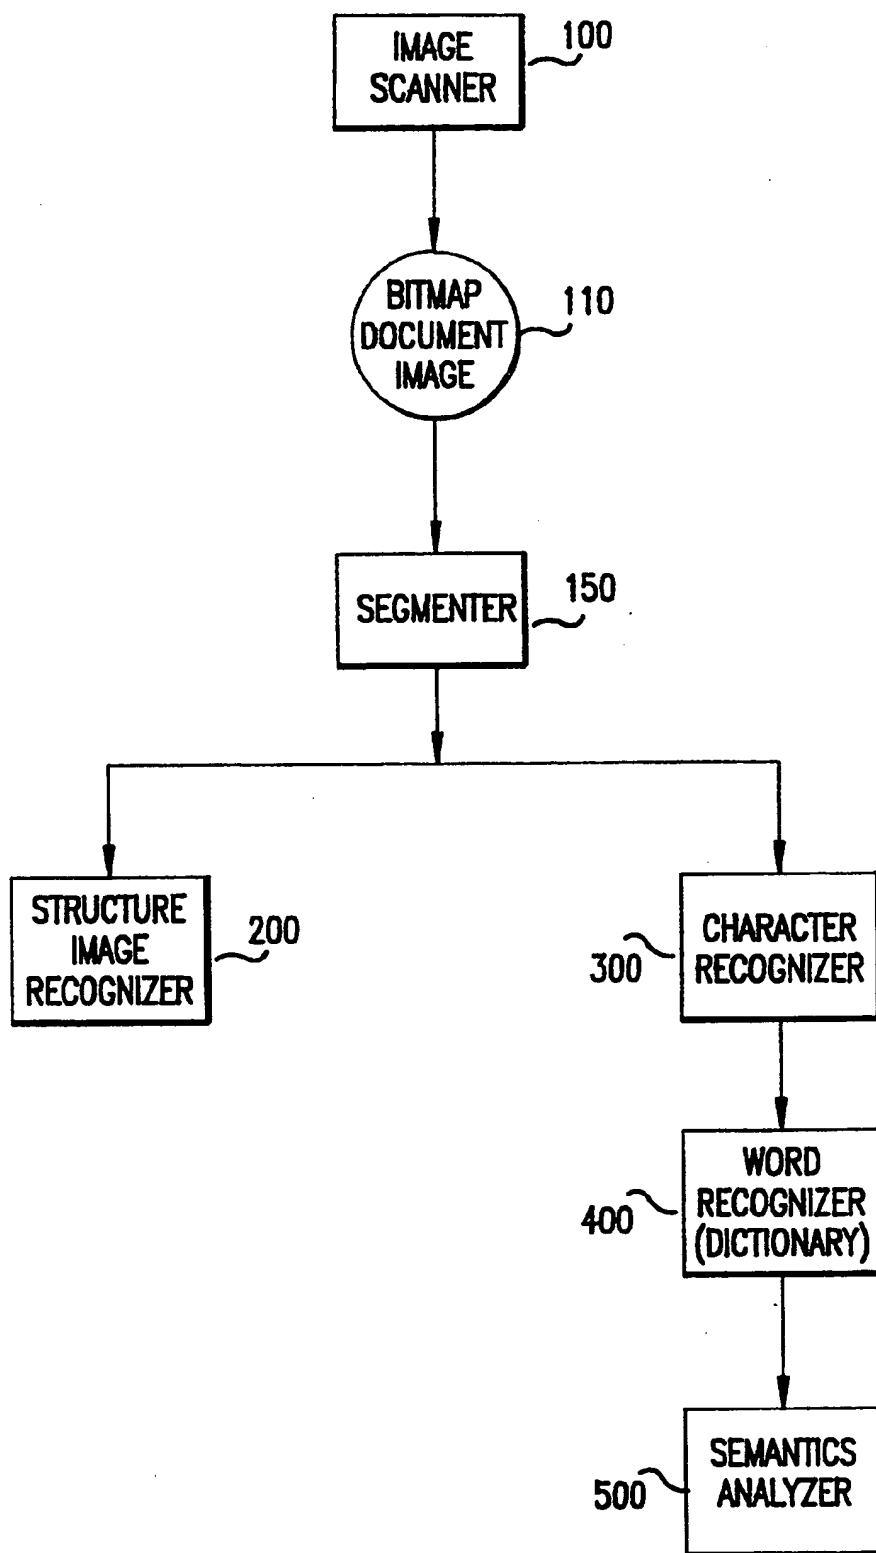 IMAGE
SCANNER
100
BITMAP
DOCUMENT
IMAGE
110
SEGMENTER
150
STRUCTURE
IMAGE
RECOGNIZER
200
CHARACTER
RECOGNIZER
300
WORD
RECOGNIZER
(DICTIONARY)
400
SEMANTICS
ANALYZER
500